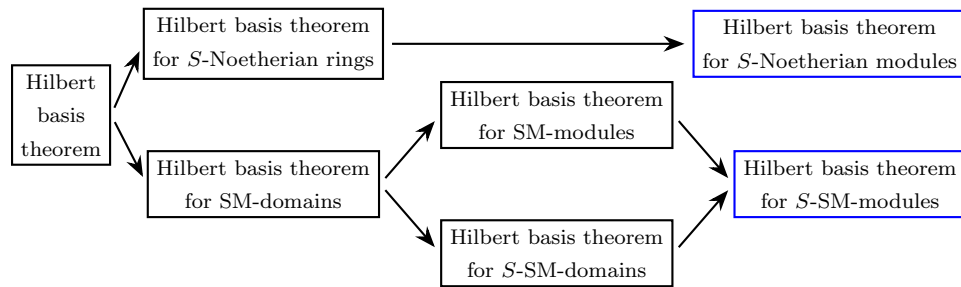 Hilbert
basis
theorem
Hilbert basis theorem
for S-Noetherian rings
Hilbert basis theorem
for S-Noetherian modules
Hilbert basis theorem
for SM-domains
Hilbert basis theorem
for SM-modules
Hilbert basis theorem
for S-SM-domains
Hilbert basis theorem
for S-SM-modules